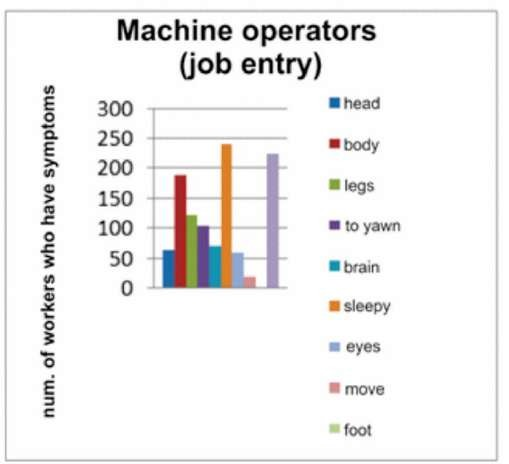 Machine operators
(job entry)
num. of workers who have symptoms
300
250
200
150
100
50
0
head
body
legs
to yawn
brain
sleepy
eyes
move
foot